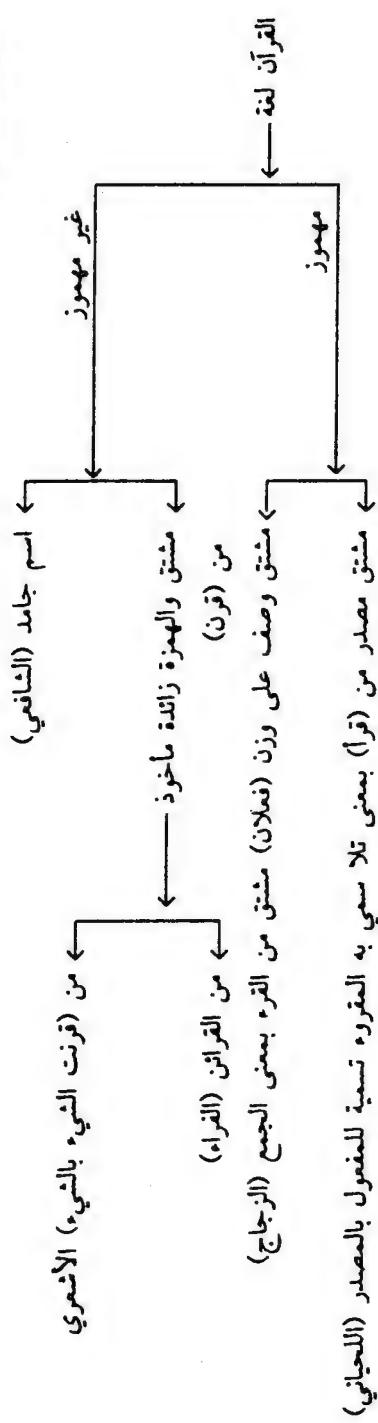 القرآن لغة
مهموز
مشتق مصدر من (قرأ) بمعنى تلا سمي به المقروء تسمية للمفعول بالمصدر (اللحياني)
مشتق وصف على وزن (فعلان) مشتق من القرء بمعنى الجمع (الزجاج)
غير مهموز
مشتق والهمزة زائدة مأخوذ
من (قرن)
من القرائن (الفراء)
من (قرنت الشيء بالشيء) الأشعري
اسم جامد (الشافعي)